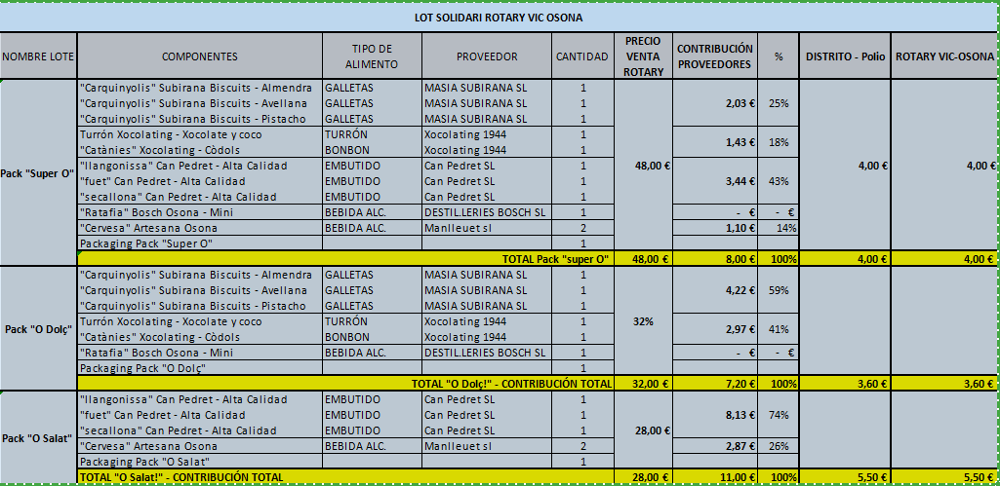 LOT SOLIDARI ROTARY VIC OSONA
NOMBRE LOTE COMPONENTES TIPO DE ALIMENTO PROVEEDOR CANTIDAD PRECIO VENTA ROTARY CONTRIBUCIÓN PROVEEDORES % DISTRITO - Polio ROTARY VIC-OSONA
Pack "Super O"
"Carquinyolis" Subirana Biscuits - Almendra GALLETAS MASIA SUBIRANA SL 1
"Carquinyolis" Subirana Biscuits - Avellana GALLETAS MASIA SUBIRANA SL 1 2,03 € 25%
"Carquinyolis" Subirana Biscuits - Pistacho GALLETAS MASIA SUBIRANA SL 1
Turrón Xocolating - Xocolate y coco TURRÓN Xocolating 1944 1 1,43 € 18%
"Catànies" Xocolating - Còdols BONBON Xocolating 1944 1
"llangonissa" Can Pedret - Alta Calidad EMBUTIDO Can Pedret SL 1 48,00 € 4,00 € 4,00 €
"fuet" Can Pedret - Alta Calidad EMBUTIDO Can Pedret SL 1 3,44 € 43%
"secallona" Can Pedret - Alta Calidad EMBUTIDO Can Pedret SL 1
"Ratafia" Bosch Osona - Mini BEBIDA ALC. DESTIL.LERIES BOSCH SL 1 - € - €
"Cervesa" Artesana Osona BEBIDA ALC. Manlleuet sl 2 1,10 € 14%
Packaging Pack "Super O" 1
TOTAL Pack "super O" 48,00 € 8,00 € 100% 4,00 € 4,00 €
Pack "O Dolç"
"Carquinyolis" Subirana Biscuits - Almendra GALLETAS MASIA SUBIRANA SL 1
"Carquinyolis" Subirana Biscuits - Avellana GALLETAS MASIA SUBIRANA SL 1 4,22 € 59%
"Carquinyolis" Subirana Biscuits - Pistacho GALLETAS MASIA SUBIRANA SL 1
Turrón Xocolating - Xocolate y coco TURRÓN Xocolating 1944 1 32% 2,97 € 41%
"Catànies" Xocolating - Còdols BONBON Xocolating 1944 1
"Ratafia" Bosch Osona - Mini BEBIDA ALC. DESTIL.LERIES BOSCH SL 1 - € - €
Packaging Pack "O Dolç" 1
TOTAL "O Dolç!" - CONTRIBUCIÓN TOTAL 32,00 € 7,20 € 100% 3,60 € 3,60 €
Pack "O Salat"
"llangonissa" Can Pedret - Alta Calidad EMBUTIDO Can Pedret SL 1
"fuet" Can Pedret - Alta Calidad EMBUTIDO Can Pedret SL 1 8,13 € 74%
"secallona" Can Pedret - Alta Calidad EMBUTIDO Can Pedret SL 1 28,00 €
"Cervesa" Artesana Osona BEBIDA ALC. Manlleuet sl 2 2,87 € 26%
Packaging Pack "O Salat" 1
TOTAL "O Salat!" - CONTRIBUCIÓN TOTAL 28,00 € 11,00 € 100% 5,50 € 5,50 €